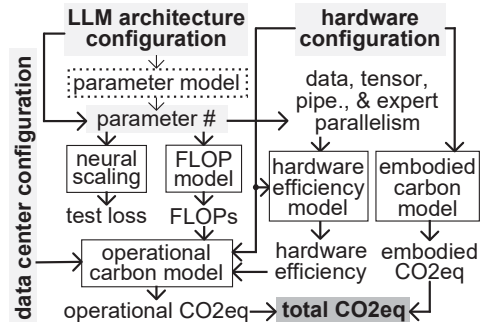 LLM architecture
configuration
hardware
configuration
data center configuration
parameter model
parameter #
data, tensor,
pipe., & expert
parallelism
neural
scaling
FLOP
model
hardware
efficiency
model
embodied
carbon
model
test loss
FLOPs
operational
carbon model
hardware
efficiency
embodied
CO2eq
operational CO2eq
total CO2eq